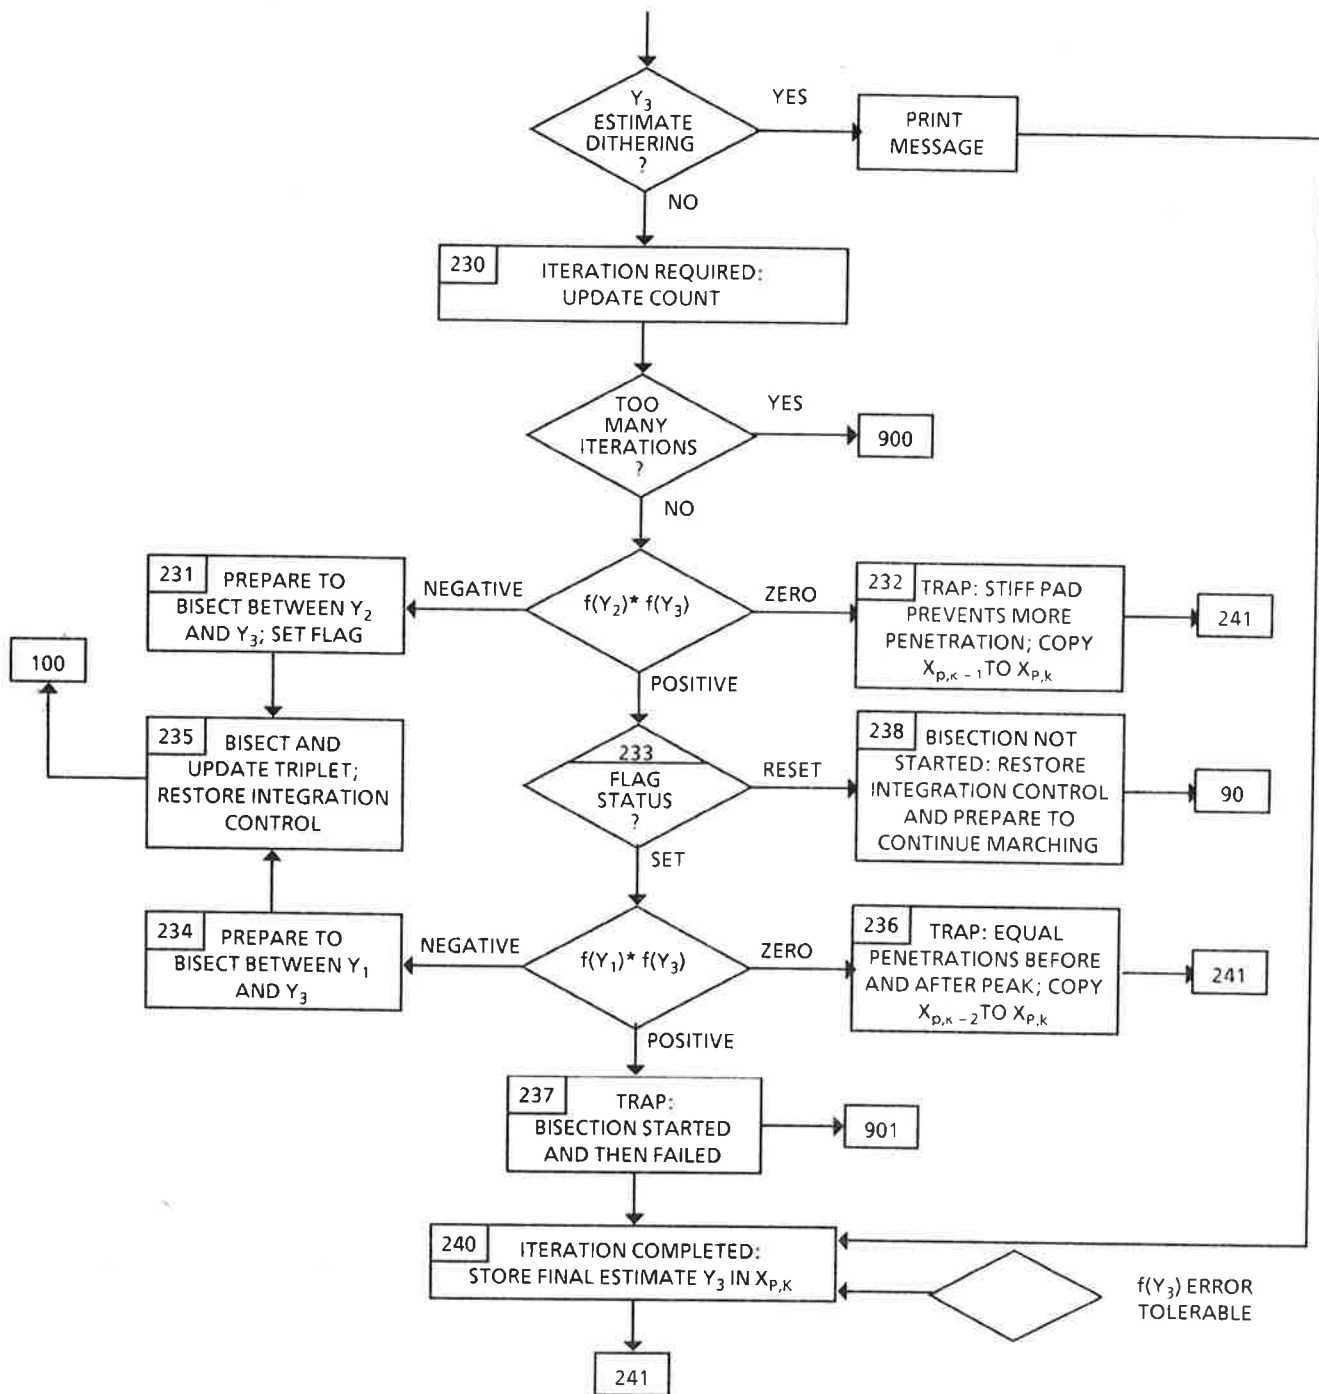 Y₃
ESTIMATE
DITHERING
?
YES
PRINT
MESSAGE
NO
230
ITERATION REQUIRED:
UPDATE COUNT
TOO
MANY
ITERATIONS
?
YES
900
NO
231
PREPARE TO
BISECT BETWEEN Y₂
AND Y₃; SET FLAG
NEGATIVE
f(Y₂)* f(Y₃)
ZERO
232
TRAP: STIFF PAD
PREVENTS MORE
PENETRATION; COPY
Xₚ,ₖ₋₁ TO X_P,k
241
100
POSITIVE
235
BISECT AND
UPDATE TRIPLET;
RESTORE INTEGRATION
CONTROL
233
FLAG
STATUS
?
RESET
238
BISECTION NOT
STARTED: RESTORE
INTEGRATION CONTROL
AND PREPARE TO
CONTINUE MARCHING
90
SET
234
PREPARE TO
BISECT BETWEEN Y₁
AND Y₃
NEGATIVE
f(Y₁)* f(Y₃)
ZERO
236
TRAP: EQUAL
PENETRATIONS BEFORE
AND AFTER PEAK; COPY
Xₚ,ₖ₋₂ TO X_P,k
241
POSITIVE
237
TRAP:
BISECTION STARTED
AND THEN FAILED
901
240
ITERATION COMPLETED:
STORE FINAL ESTIMATE Y₃ IN X_P,K
f(Y₃) ERROR
TOLERABLE
241